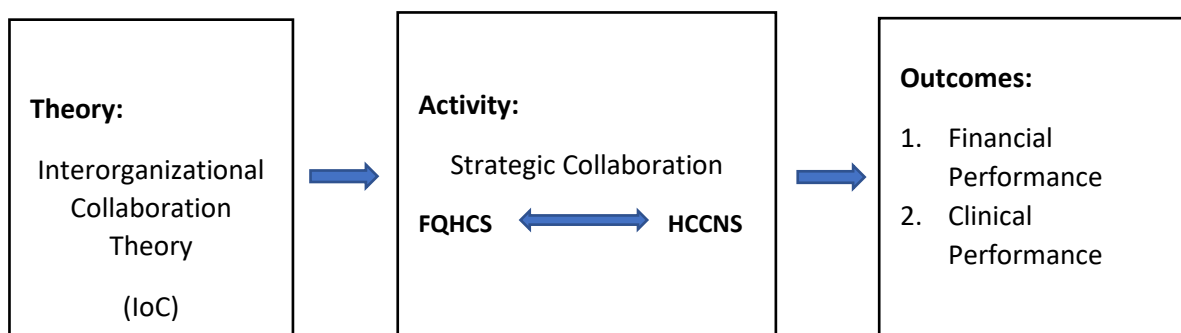 Theory:
Interorganizational
Collaboration
Theory
(IoC)
Activity:
Strategic Collaboration
FQHCS HCCNS
Outcomes:
1. Financial
Performance
2. Clinical
Performance